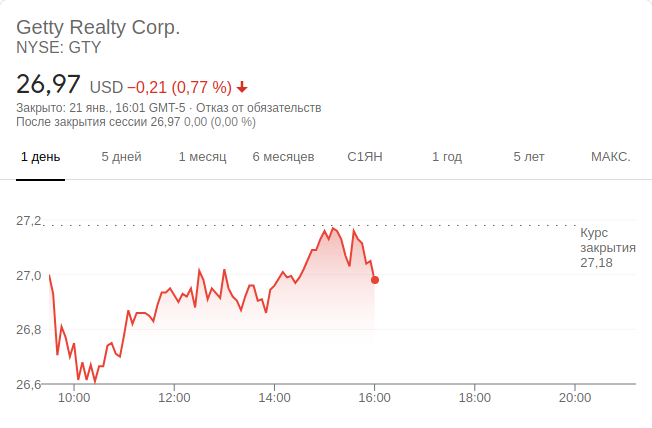 Getty Realty Corp.
NYSE: GTY
26,97 USD −0,21 (0,77 %)
Закрыто: 21 янв., 16:01 GMT-5 · Отказ от обязательств
После закрытия сессии 26,97 0,00 (0,00 %)
1 день 5 дней 1 месяц 6 месяцев С1ЯН 1 год 5 лет МАКС.
27,2
Курс
закрытия
27,18
27,0
26,8
26,6
10:00 12:00 14:00 16:00 18:00 20:00